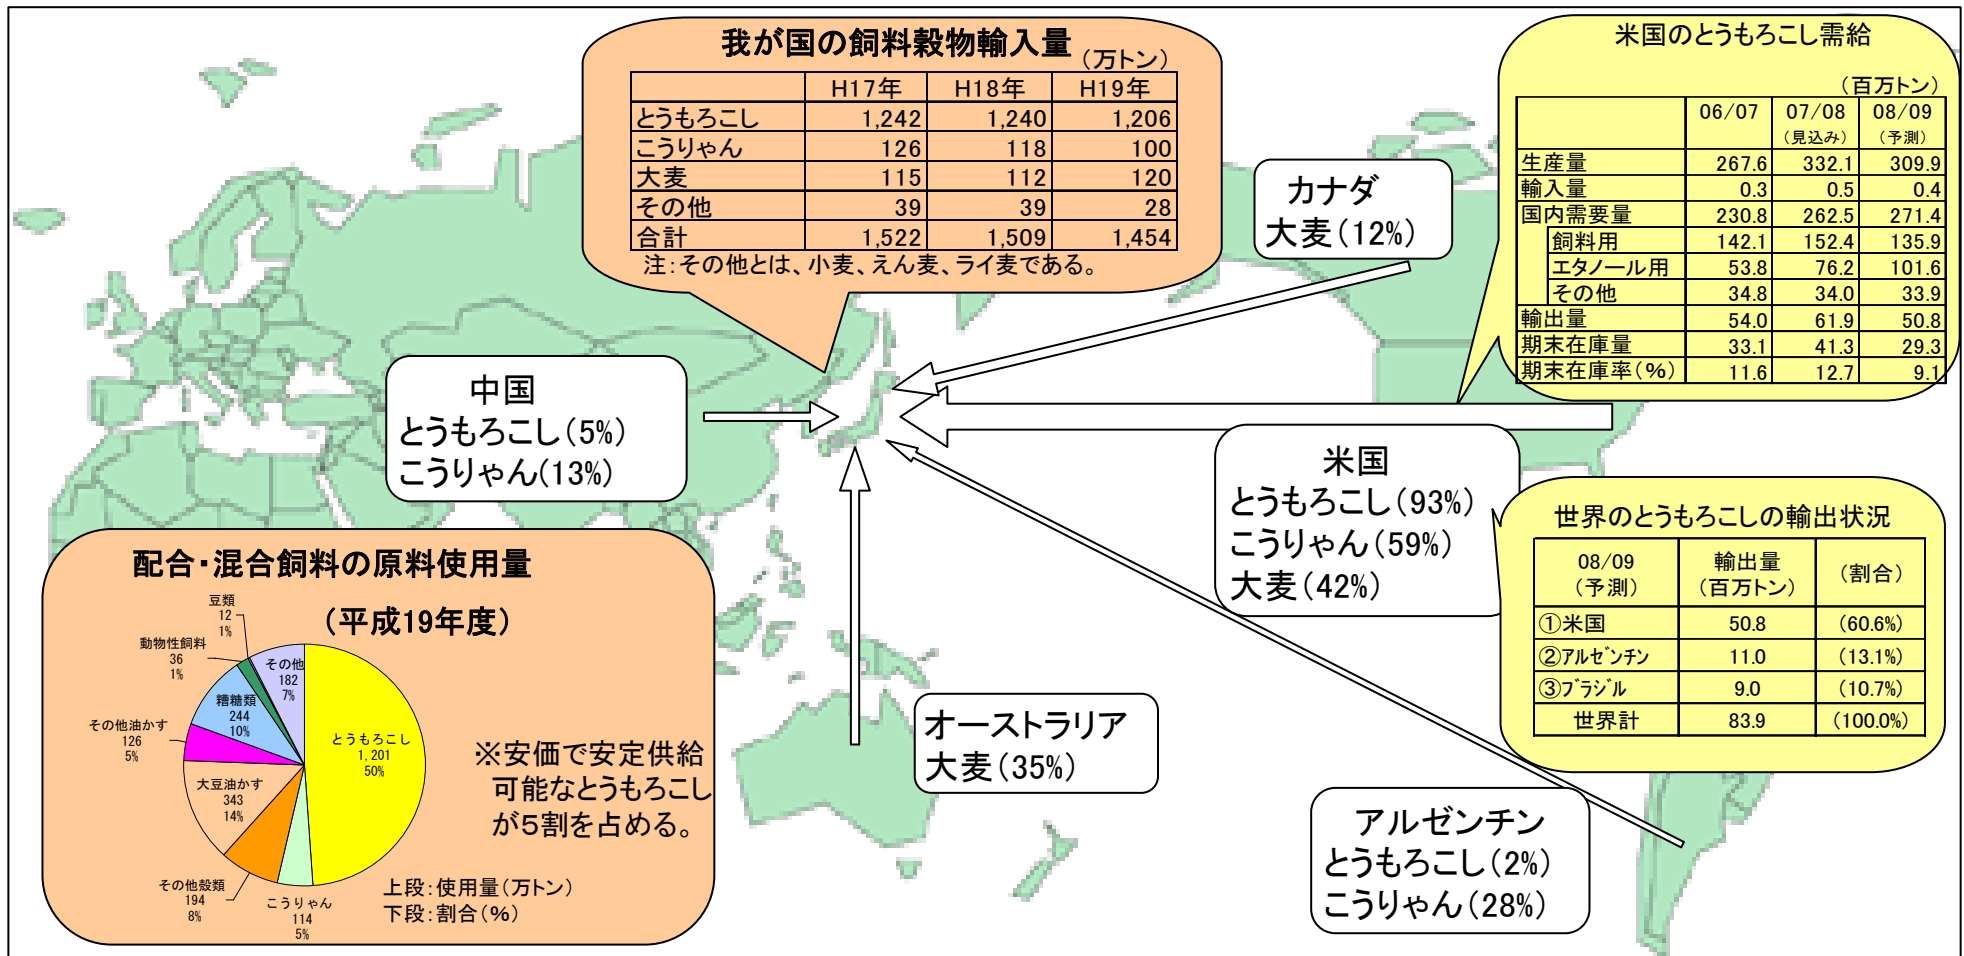 我が国の飼料穀物輸入量
(万トン)
H17年 H18年 H19年
とうもろこし 1,242 1,240 1,206
こうりゃん 126 118 100
大麦 115 112 120
その他 39 39 28
合計 1,522 1,509 1,454
注:その他とは、小麦、えん麦、ライ麦である。
米国のとうもろこし需給
(百万トン)
06/07 07/08 08/09
(見込み) (予測)
生産量 267.6 332.1 309.9
輸入量 0.3 0.5 0.4
国内需要量 230.8 262.5 271.4
飼料用 142.1 152.4 135.9
エタノール用 53.8 76.2 101.6
その他 34.8 34.0 33.9
輸出量 54.0 61.9 50.8
期末在庫量 33.1 41.3 29.3
期末在庫率(%) 11.6 12.7 9.1
カナダ
大麦(12%)
中国
とうもろこし(5%)
こうりゃん(13%)
米国
とうもろこし(93%)
こうりゃん(59%)
大麦(42%)
世界のとうもろこしの輸出状況
08/09 輸出量 (割合)
(予測) (百万トン)
①米国 50.8 (60.6%)
②アルゼンチン 11.0 (13.1%)
③ブラジル 9.0 (10.7%)
世界計 83.9 (100.0%)
オーストラリア
大麦(35%)
アルゼンチン
とうもろこし(2%)
こうりゃん(28%)
配合・混合飼料の原料使用量
(平成19年度)
豆類
12
1%
動物性飼料
36
1%
その他
182
7%
糟糖類
244
10%
その他油かす
126
5%
とうもろこし
1,201
50%
大豆油かす
343
14%
その他穀類
194
8%
こうりゃん
114
5%
※安価で安定供給
可能なとうもろこし
が5割を占める。
上段:使用量(万トン)
下段:割合(%)